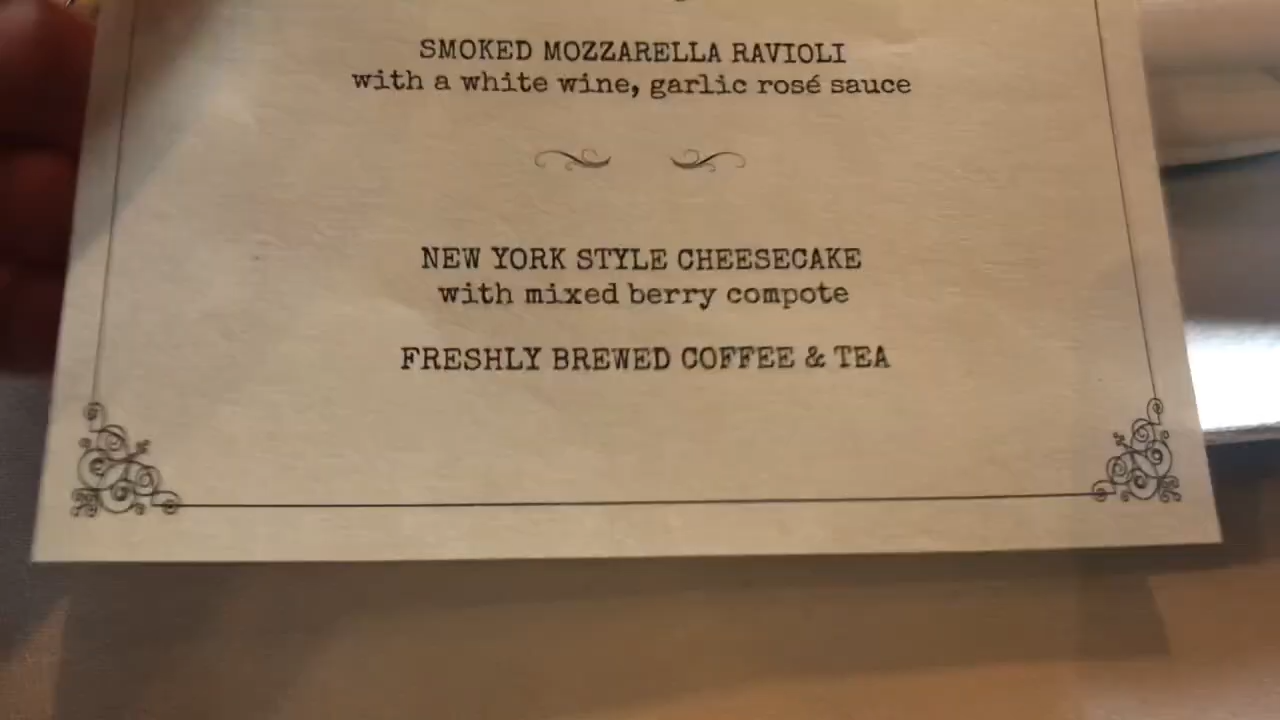 SMOKED MOZZARELLA RAVIOLI
with a white wine, garlic rosé sauce
NEW YORK STYLE CHEESECAKE
with mixed berry compote
FRESHLY BREWED COFFEE & TEA